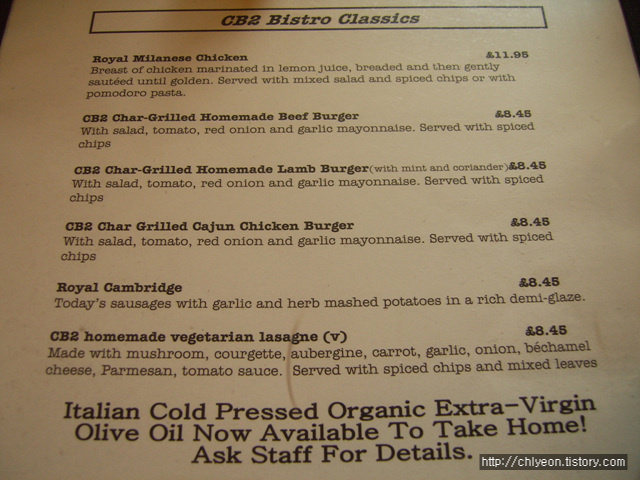 CB2 Bistro Classics
Royal Milanese Chicken £11.95
Breast of chicken marinated in lemon juice, breaded and then gently
sautéed until golden. Served with mixed salad and spiced chips or with
pomodoro pasta.
CB2 Char-Grilled Homemade Beef Burger £8.45
With salad, tomato, red onion and garlic mayonnaise. Served with spiced
chips
CB2 Char-Grilled Homemade Lamb Burger(with mint and coriander)£8.45
With salad, tomato, red onion and garlic mayonnaise. Served with spiced
chips
CB2 Char Grilled Cajun Chicken Burger £8.45
With salad, tomato, red onion and garlic mayonnaise. Served with spiced
chips
Royal Cambridge £8.45
Today's sausages with garlic and herb mashed potatoes in a rich demi-glaze.
CB2 homemade vegetarian lasagne (v) £8.45
Made with mushroom, courgette, aubergine, carrot, garlic, onion, béchamel
cheese, Parmesan, tomato sauce. Served with spiced chips and mixed leaves
Italian Cold Pressed Organic Extra-Virgin
Olive Oil Now Available To Take Home!
Ask Staff For Details.
http://chlyeon.tistory.com